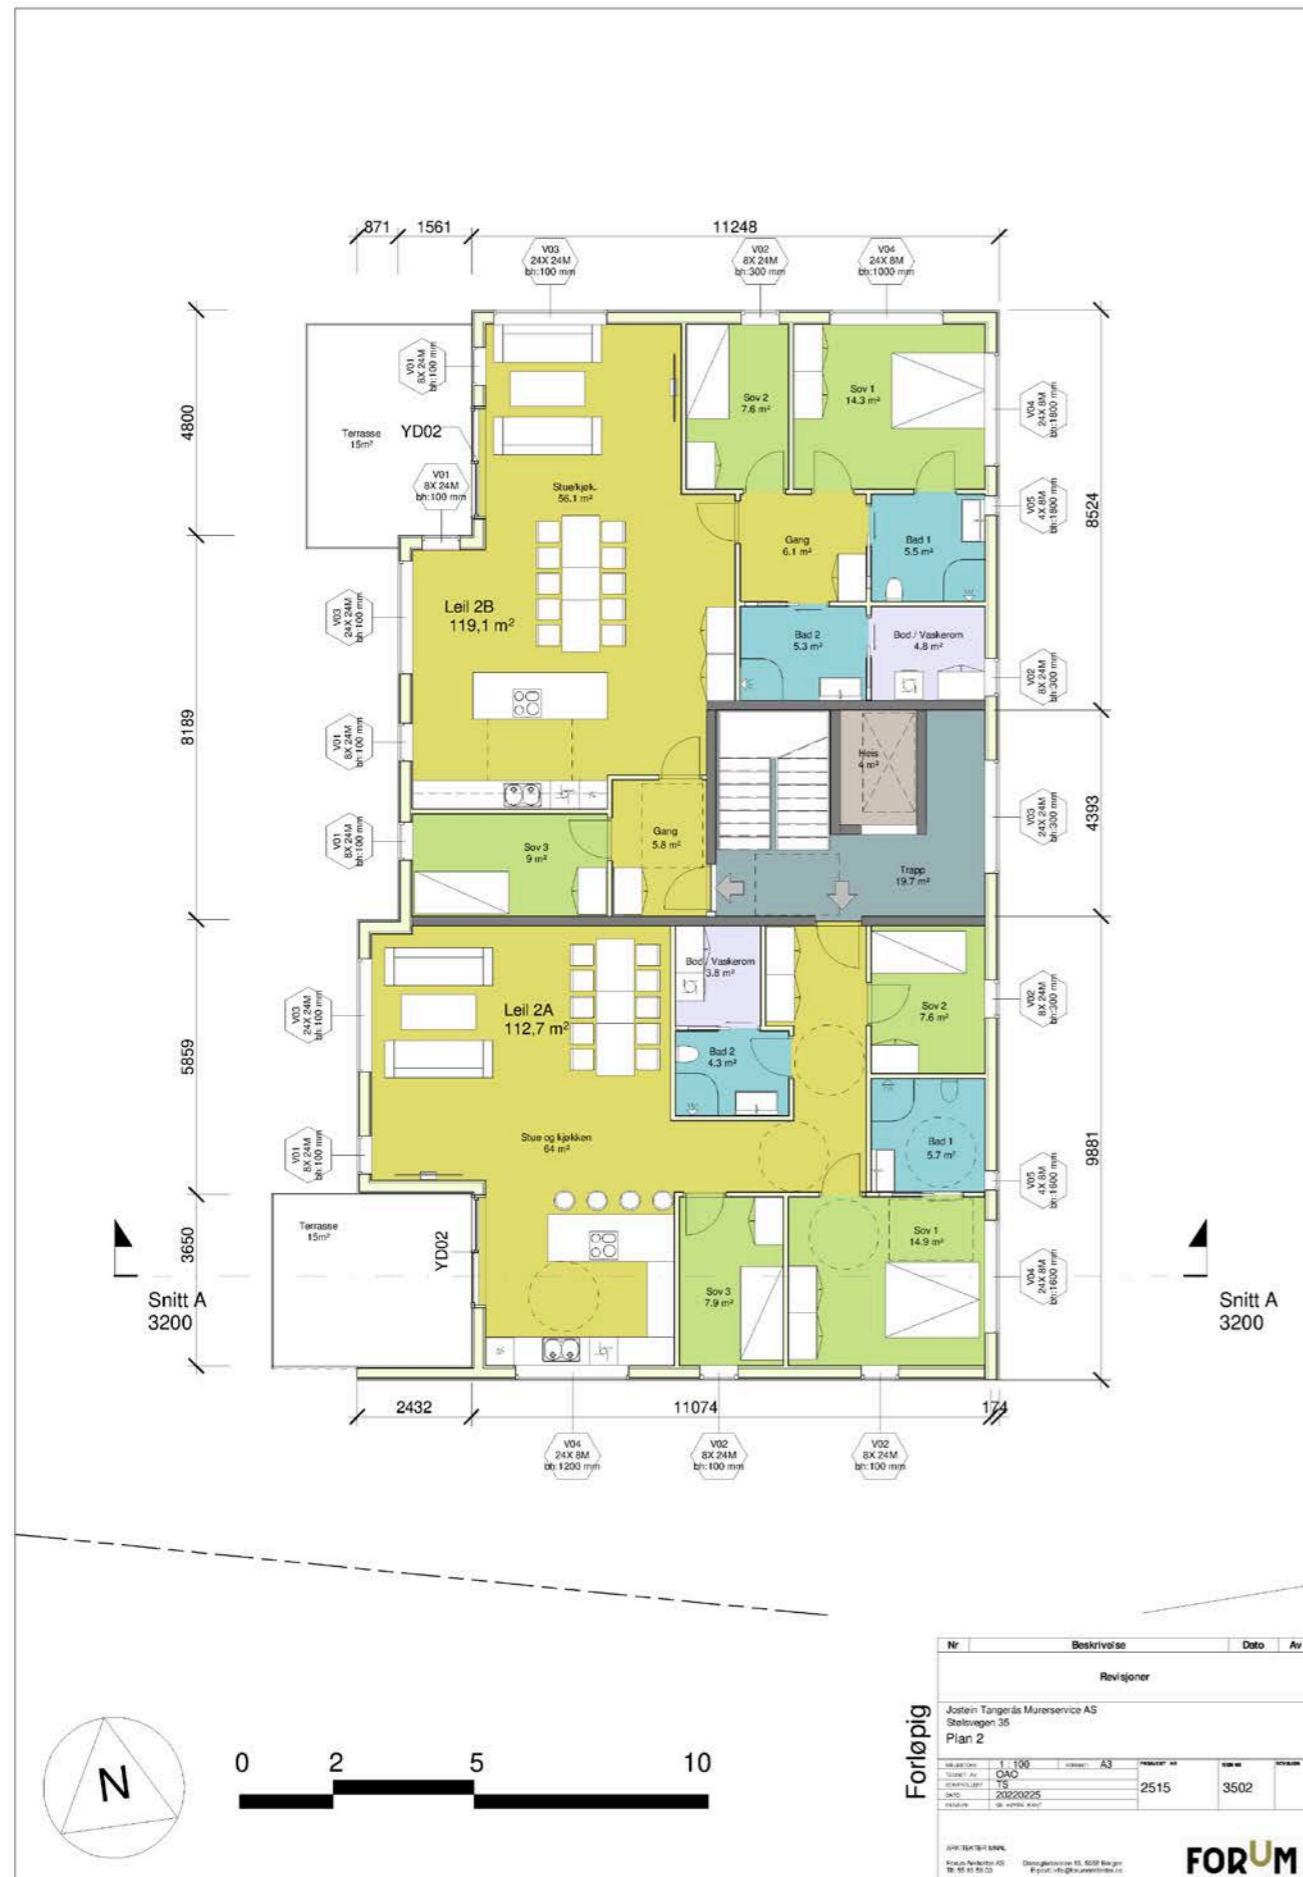 871
1561
11248
V03
24X 24M
bh:100 mm
V02
8X 24M
bh:300 mm
V04
24X 8M
bh:1000 mm
V01
8X 24M
bh:100 mm
4800
Terrasse
15m²
YD02
V01
8X 24M
bh:100 mm
Sov 2
7.6 m²
Sov 1
14.3 m²
V04
24X 8M
bh:1800 mm
Stue/kjøk.
56.1 m²
V05
4X 8M
bh:1800 mm
8524
Gang
6.1 m²
Bad 1
5.5 m²
V03
24X 24M
bh:100 mm
Leil 2B
119,1 m²
Bad 2
5.3 m²
Bod / Vaskerom
4.8 m²
V02
8X 24M
bh:300 mm
8189
V01
8X 24M
bh:100 mm
Heis
4 m²
V03
24X 24M
bh:300 mm
4393
V01
8X 24M
bh:100 mm
Sov 3
9 m²
Gang
5.8 m²
Trapp
19.7 m²
Bod / Vaskerom
3.8 m²
V03
24X 24M
bh:100 mm
Leil 2A
112,7 m²
Sov 2
7.6 m²
V02
8X 24M
bh:300 mm
5859
Bad 2
4.3 m²
V01
8X 24M
bh:100 mm
Stue og kjøkken
64 m²
Bad 1
5.7 m²
9881
V05
4X 8M
bh:1600 mm
Terrasse
15m²
3650
YD02
Sov 1
14.9 m²
V04
24X 8M
bh:1600 mm
Snitt A
3200
Sov 3
7.9 m²
Snitt A
3200
2432
11074
174
V04
24X 8M
bh:1200 mm
V02
8X 24M
bh:100 mm
V02
8X 24M
bh:100 mm
N
0 2 5 10
Forløpig
Nr Beskrivelse Dato Av
Revisjoner
Jostein Tangerås Murerservice AS
Stølsvegen 35
Plan 2
1 : 100 A3
OAO
TS
20220225
2515 3502
ARKITEKTER MNAL
Forum Arkitekter AS
FORUM